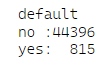 default
no :44396
yes: 815